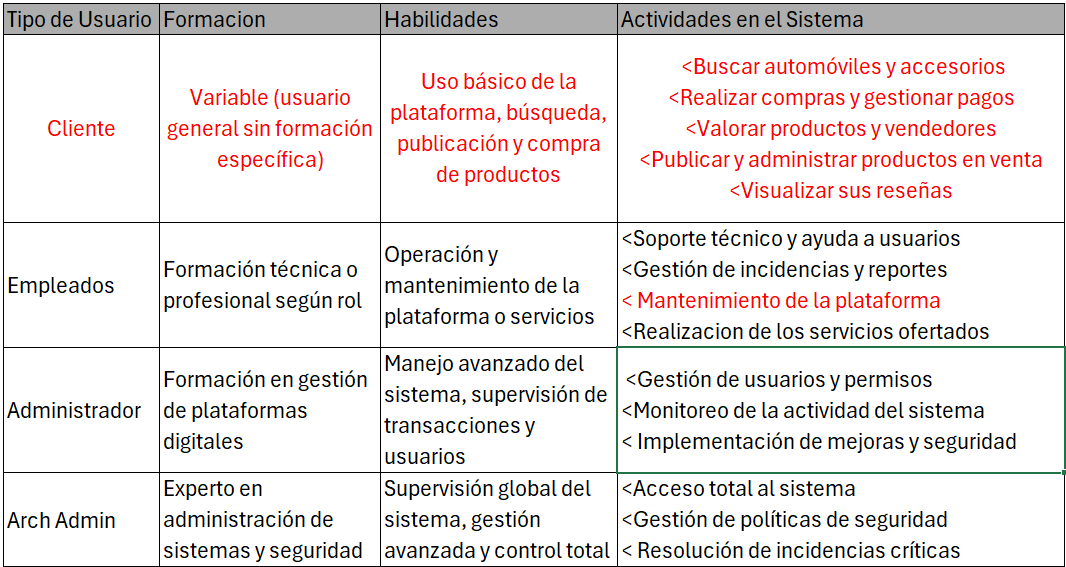 Tipo de Usuario Formacion Habilidades Actividades en el Sistema
Cliente
Variable (usuario
general sin formación
específica)
Uso básico de la
plataforma, búsqueda,
publicación y compra
de productos
<Buscar automóviles y accesorios
<Realizar compras y gestionar pagos
<Valorar productos y vendedores
<Publicar y administrar productos en venta
<Visualizar sus reseñas
Empleados
Formación técnica o
profesional según rol
Operación y
mantenimiento de la
plataforma o servicios
<Soporte técnico y ayuda a usuarios
<Gestión de incidencias y reportes
< Mantenimiento de la plataforma
<Realizacion de los servicios ofertados
Administrador
Formación en gestión
de plataformas
digitales
Manejo avanzado del
sistema, supervisión de
transacciones y
usuarios
<Gestión de usuarios y permisos
<Monitoreo de la actividad del sistema
< Implementación de mejoras y seguridad
Arch Admin
Experto en
administración de
sistemas y seguridad
Supervisión global del
sistema, gestión
avanzada y control total
<Acceso total al sistema
<Gestión de políticas de seguridad
< Resolución de incidencias críticas